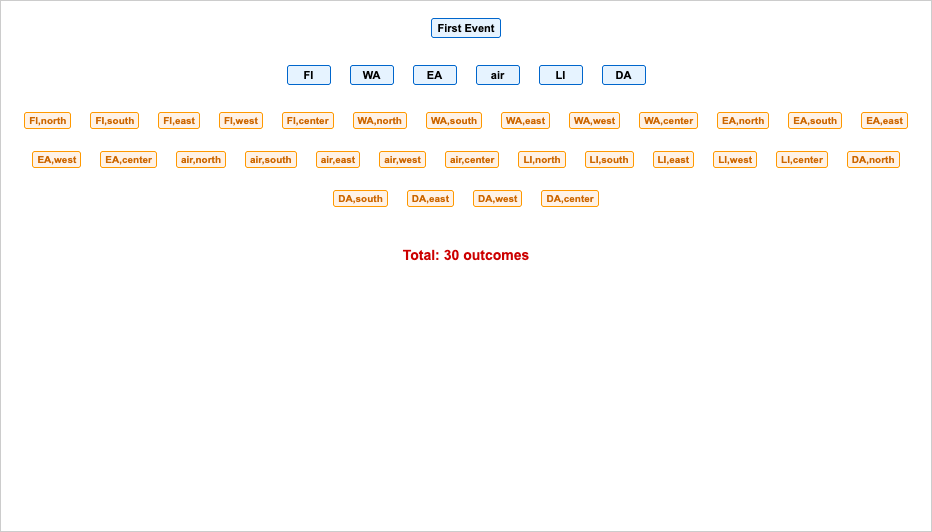 First Event
FI WA EA air LI DA
FI,north FI,south FI,east FI,west FI,center WA,north WA,south WA,east WA,west WA,center EA,north EA,south EA,east
EA,west EA,center air,north air,south air,east air,west air,center LI,north LI,south LI,east LI,west LI,center DA,north
DA,south DA,east DA,west DA,center
Total: 30 outcomes